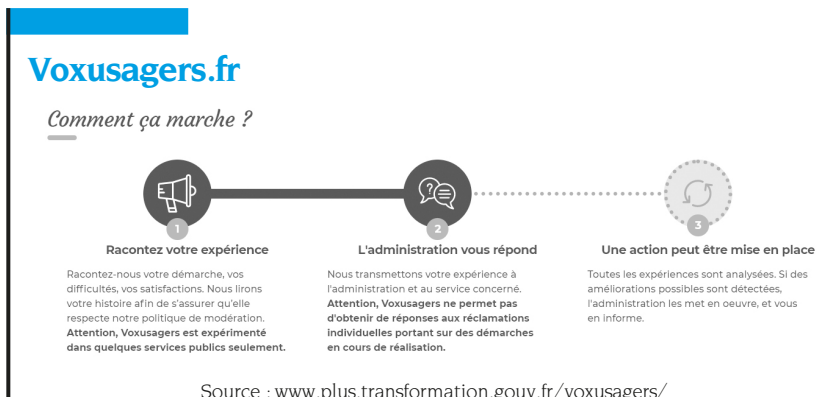 Voxusagers.fr
Comment ça marche ?
1
Racontez votre expérience
Racontez-nous votre démarche, vos
difficultés, vos satisfactions. Nous lirons
votre histoire afin de s'assurer qu'elle
respecte notre politique de modération.
Attention, Voxusagers est expérimenté
dans quelques services publics seulement.
?
2
L'administration vous répond
Nous transmettons votre expérience à
l'administration et au service concerné.
Attention, Voxusagers ne permet pas
d'obtenir de réponses aux réclamations
individuelles portant sur des démarches
en cours de réalisation.
3
Une action peut être mise en place
Toutes les expériences sont analysées. Si des
améliorations possibles sont détectées,
l'administration les met en oeuvre, et vous
en informe.
Source : www.plus.transformation.gouv.fr/voxusagers/